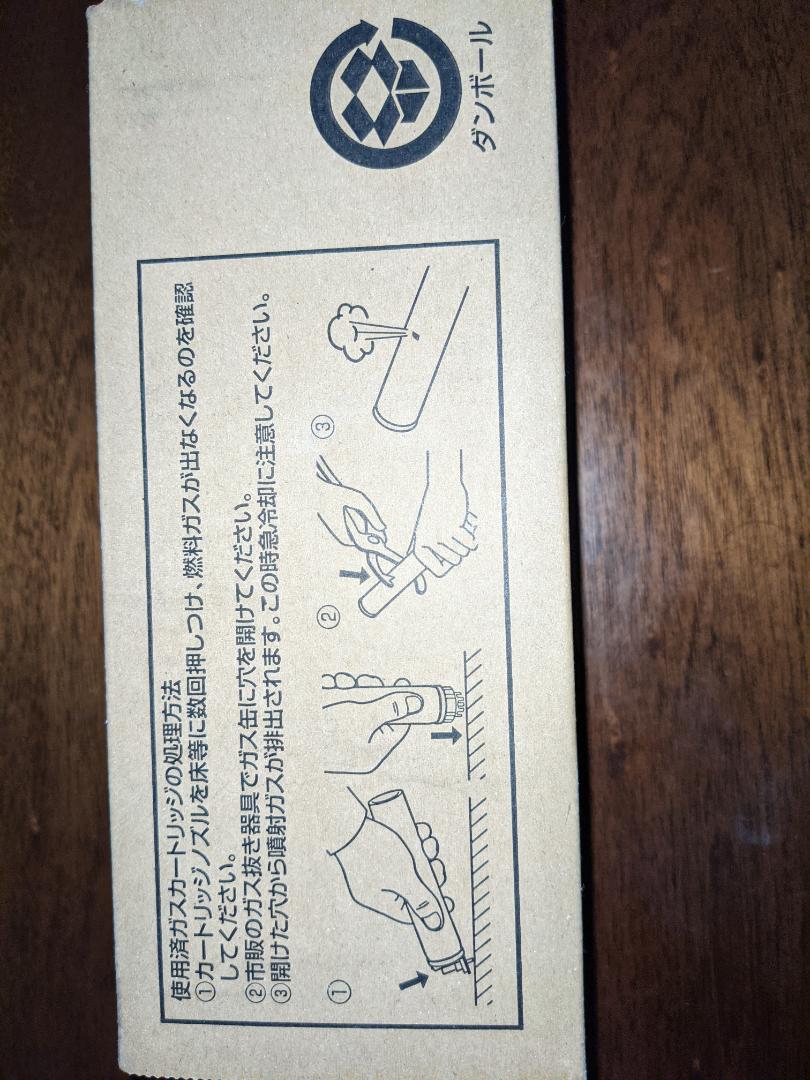 使用済ガスカートリッジの処理方法
①カートリッジノズルを床等に数回押しつけ、燃料ガスが出なくなるのを確認
してください。
②市販のガス抜き器具でガス缶に穴を開けてください。
③開けた穴から噴射ガスが排出されます。この時急冷却に注意してください。
①
②
③
ダンボール